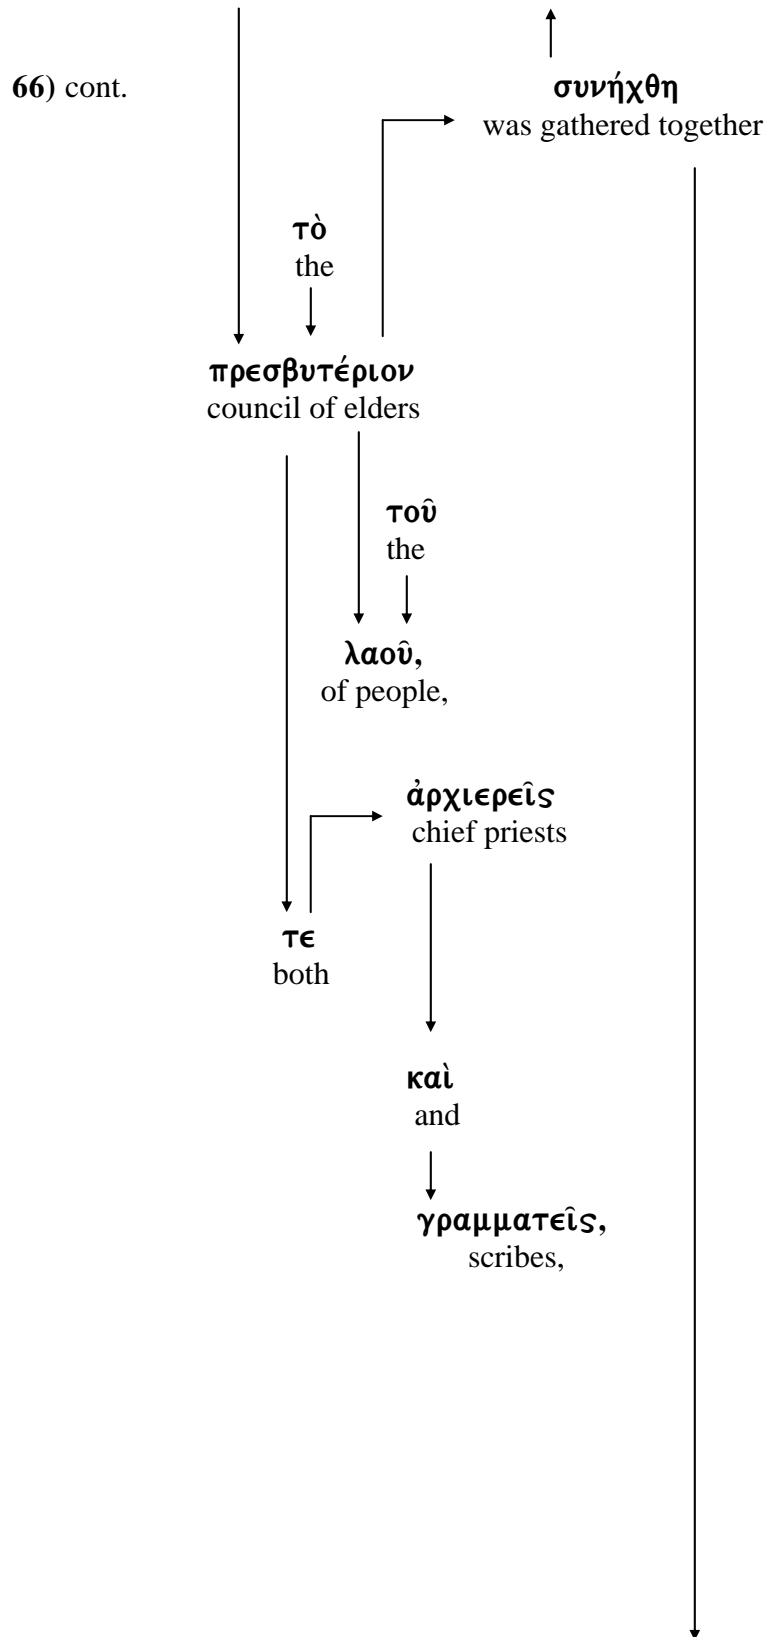 66) cont.
συνήχθη
was gathered together
τὸ
the
πρεσβυτέριον
council of elders
τοῦ
the
λαοῦ,
of people,
ἀρχιερεῖς
chief priests
τε
both
καὶ
and
γραμματεῖς,
scribes,